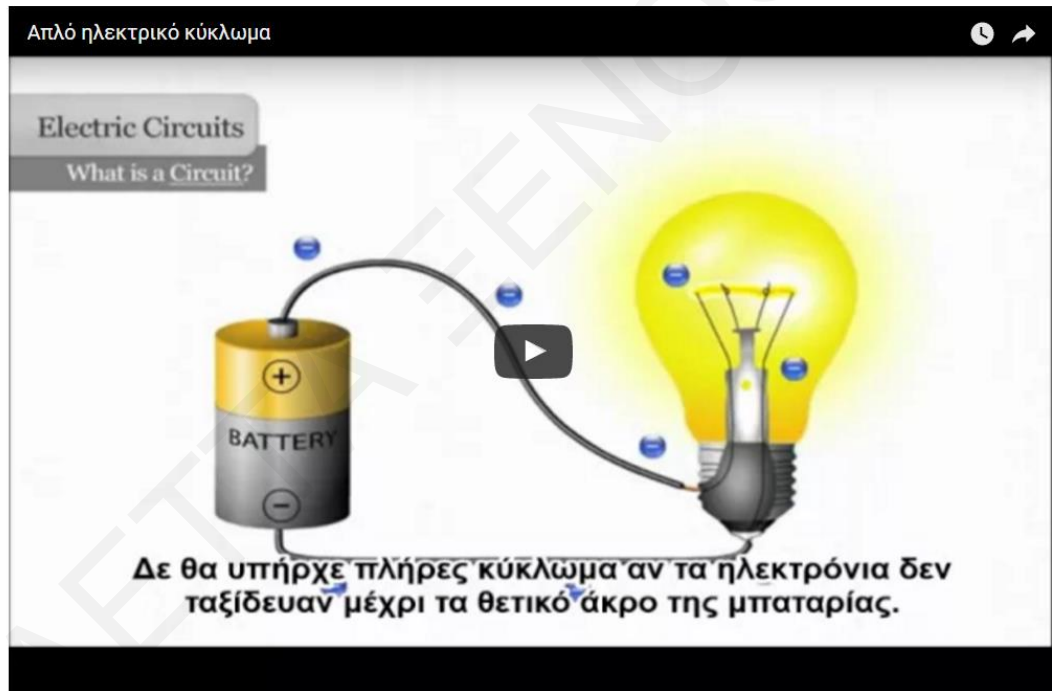 Απλό ηλεκτρικό κύκλωμα
Electric Circuits
What is a Circuit?
+
BATTERY
−
Δε θα υπήρχε πλήρες κύκλωμα αν τα ηλεκτρόνια δεν
ταξίδευαν μέχρι τα θετικό άκρο της μπαταρίας.